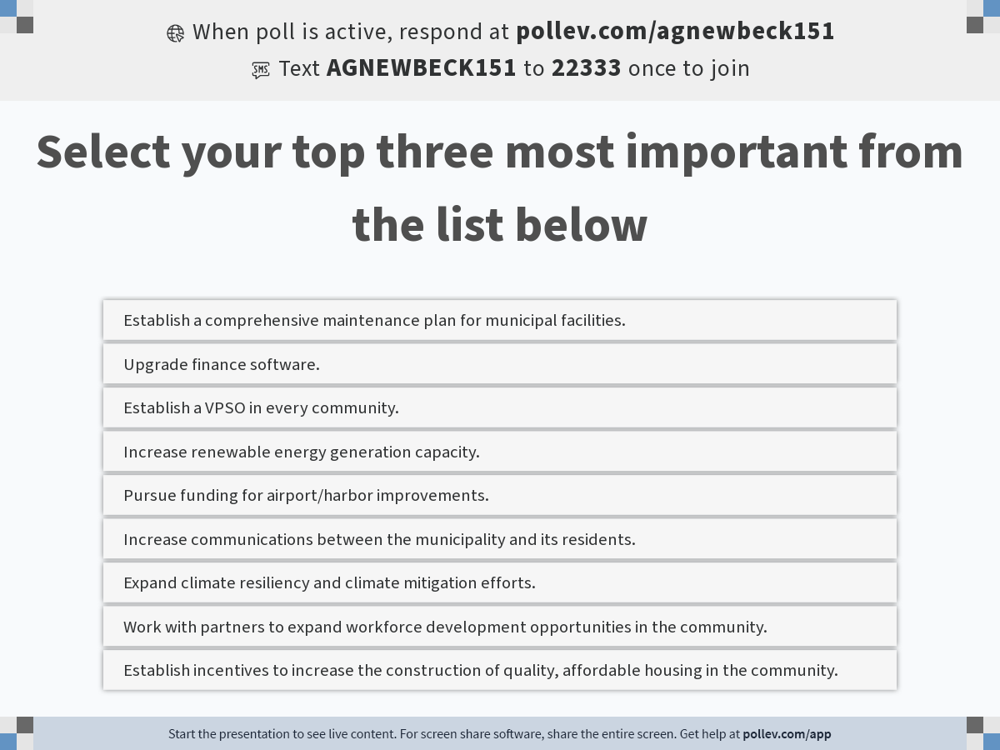 When poll is active, respond at pollev.com/agnewbeck151
SMS Text AGNEWBECK151 to 22333 once to join
Select your top three most important from
the list below
Establish a comprehensive maintenance plan for municipal facilities.
Upgrade finance software.
Establish a VPSO in every community.
Increase renewable energy generation capacity.
Pursue funding for airport/harbor improvements.
Increase communications between the municipality and its residents.
Expand climate resiliency and climate mitigation efforts.
Work with partners to expand workforce development opportunities in the community.
Establish incentives to increase the construction of quality, affordable housing in the community.
Start the presentation to see live content. For screen share software, share the entire screen. Get help at pollev.com/app